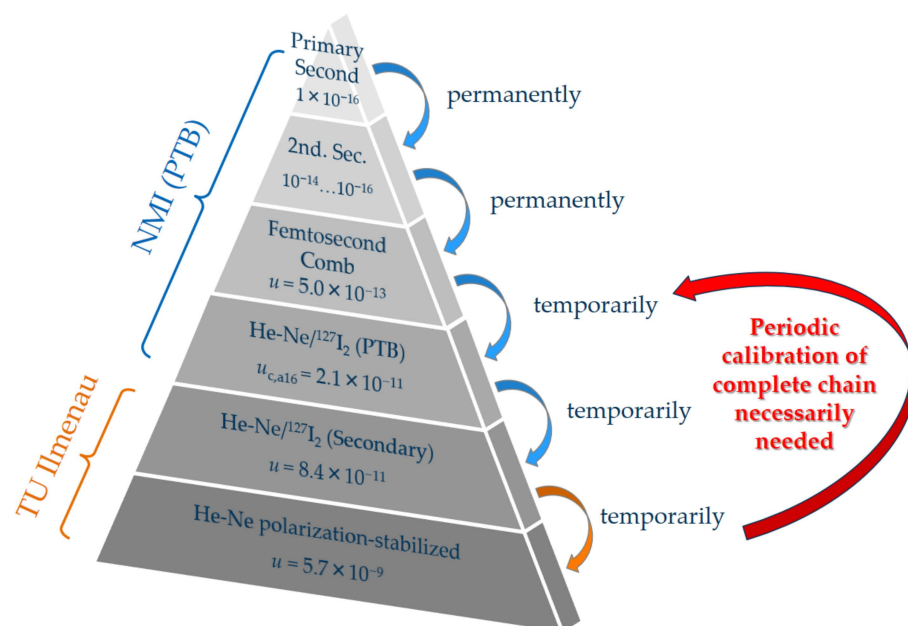 Primary
Second
1 × 10⁻¹⁶
permanently
2nd. Sec.
10⁻¹⁴…10⁻¹⁶
permanently
NMI (PTB)
Femtosecond
Comb
u = 5.0 × 10⁻¹³
temporarily
He-Ne/¹²⁷I₂ (PTB)
u_c,a16 = 2.1 × 10⁻¹¹
temporarily
Periodic
calibration of
complete chain
necessarily
needed
TU Ilmenau
He-Ne/¹²⁷I₂ (Secondary)
u = 8.4 × 10⁻¹¹
temporarily
He-Ne polarization-stabilized
u = 5.7 × 10⁻⁹